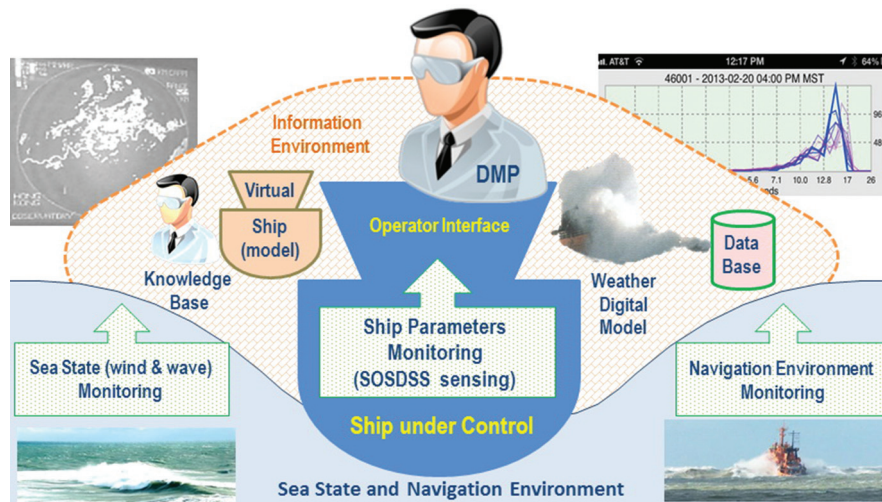 AT&T 12:17 PM 64%
46001 - 2013-02-20 04:00 PM MST
96
48
5.6 7.1 10.0 12.8 17 26
HONG
KONG
OBSERVATORY
Information
Environment
DMP
Virtual
Ship
(model)
Operator Interface
Knowledge
Base
Weather
Digital
Model
Data
Base
Ship Parameters
Monitoring
(SOSDSS sensing)
Sea State (wind & wave)
Monitoring
Navigation Environment
Monitoring
Ship under Control
Sea State and Navigation Environment